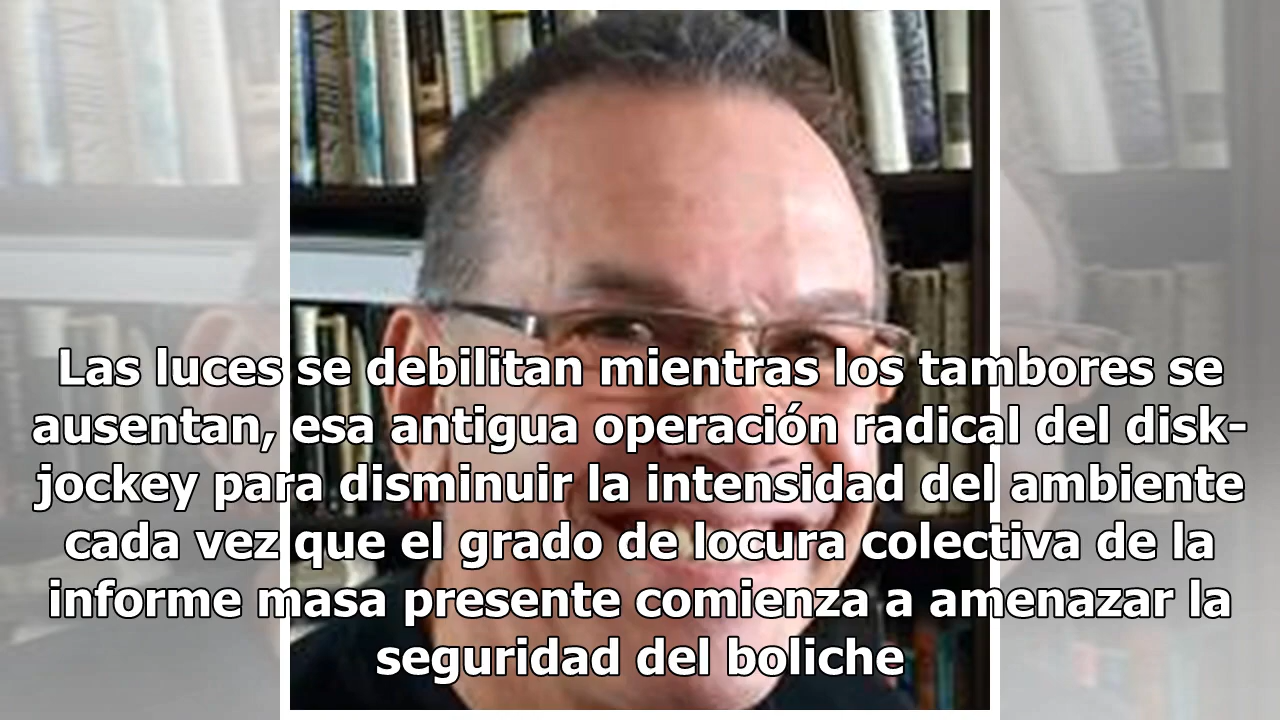 Las luces se debilitan mientras los tambores se
ausentan, esa antigua operación radical del disk-
jockey para disminuir la intensidad del ambiente
cada vez que el grado de locura colectiva de la
informe masa presente comienza a amenazar la
seguridad del boliche